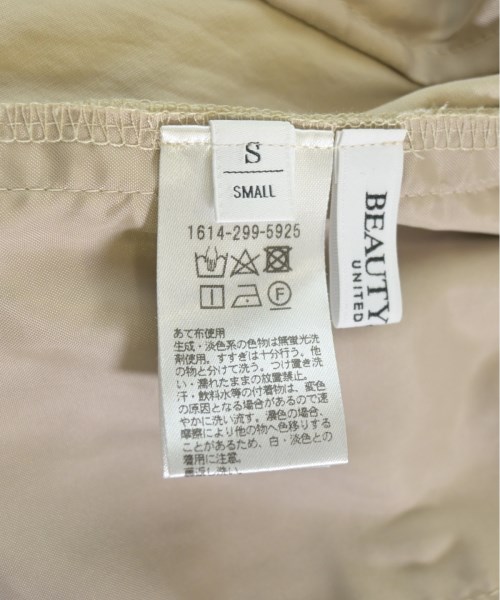 S
SMALL
1614-299-5925
F
あて布使用
生成・淡色系の色物は無蛍光洗
剤使用。すすぎは十分行う。他
の物と分けて洗う。つけ置き洗
い・濡れたままの放置禁止。
汗・飲料水等の付着物は、変色
の原因となる場合があるので速
やかに洗い流す。濃色の場合、
摩擦により他の物へ色移りする
ことがあるため、白・淡色との
着用に注意。
裏返し洗い。
BEAUTY
UNITED